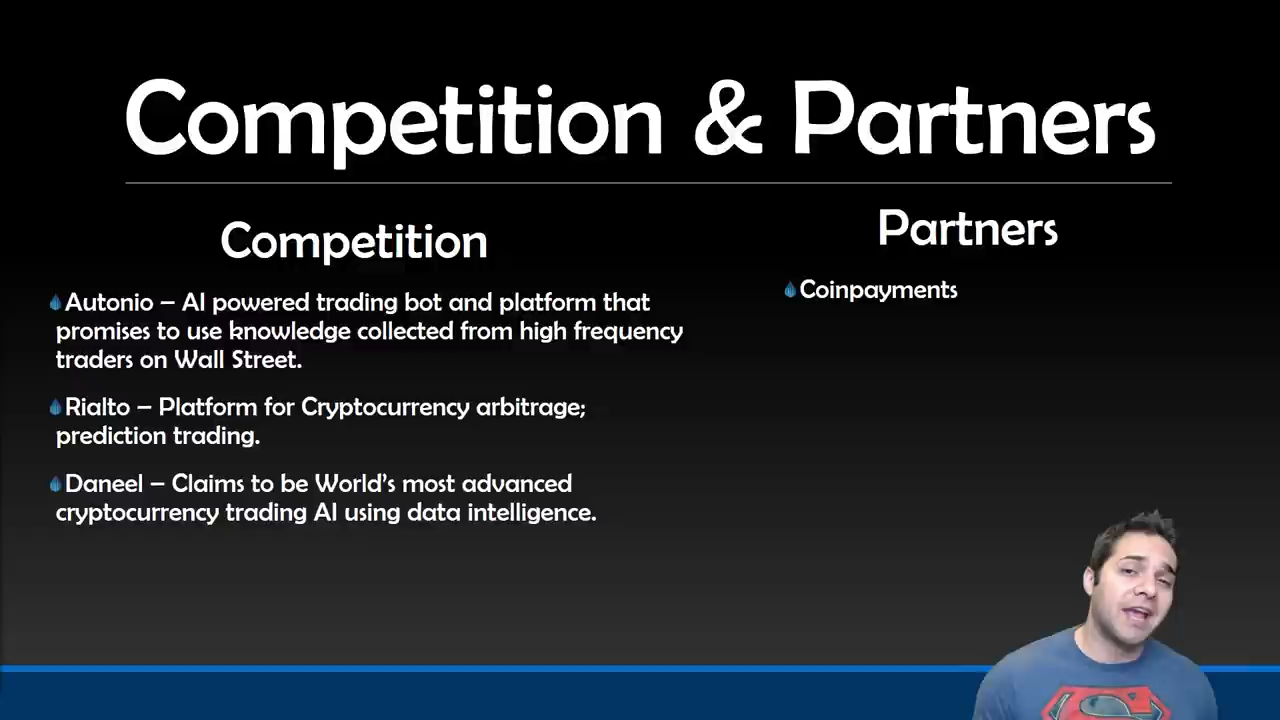 Competition & Partners
Competition
Autonio – AI powered trading bot and platform that
promises to use knowledge collected from high frequency
traders on Wall Street.
Rialto – Platform for Cryptocurrency arbitrage;
prediction trading.
Daneel – Claims to be World's most advanced
cryptocurrency trading AI using data intelligence.
Partners
Coinpayments